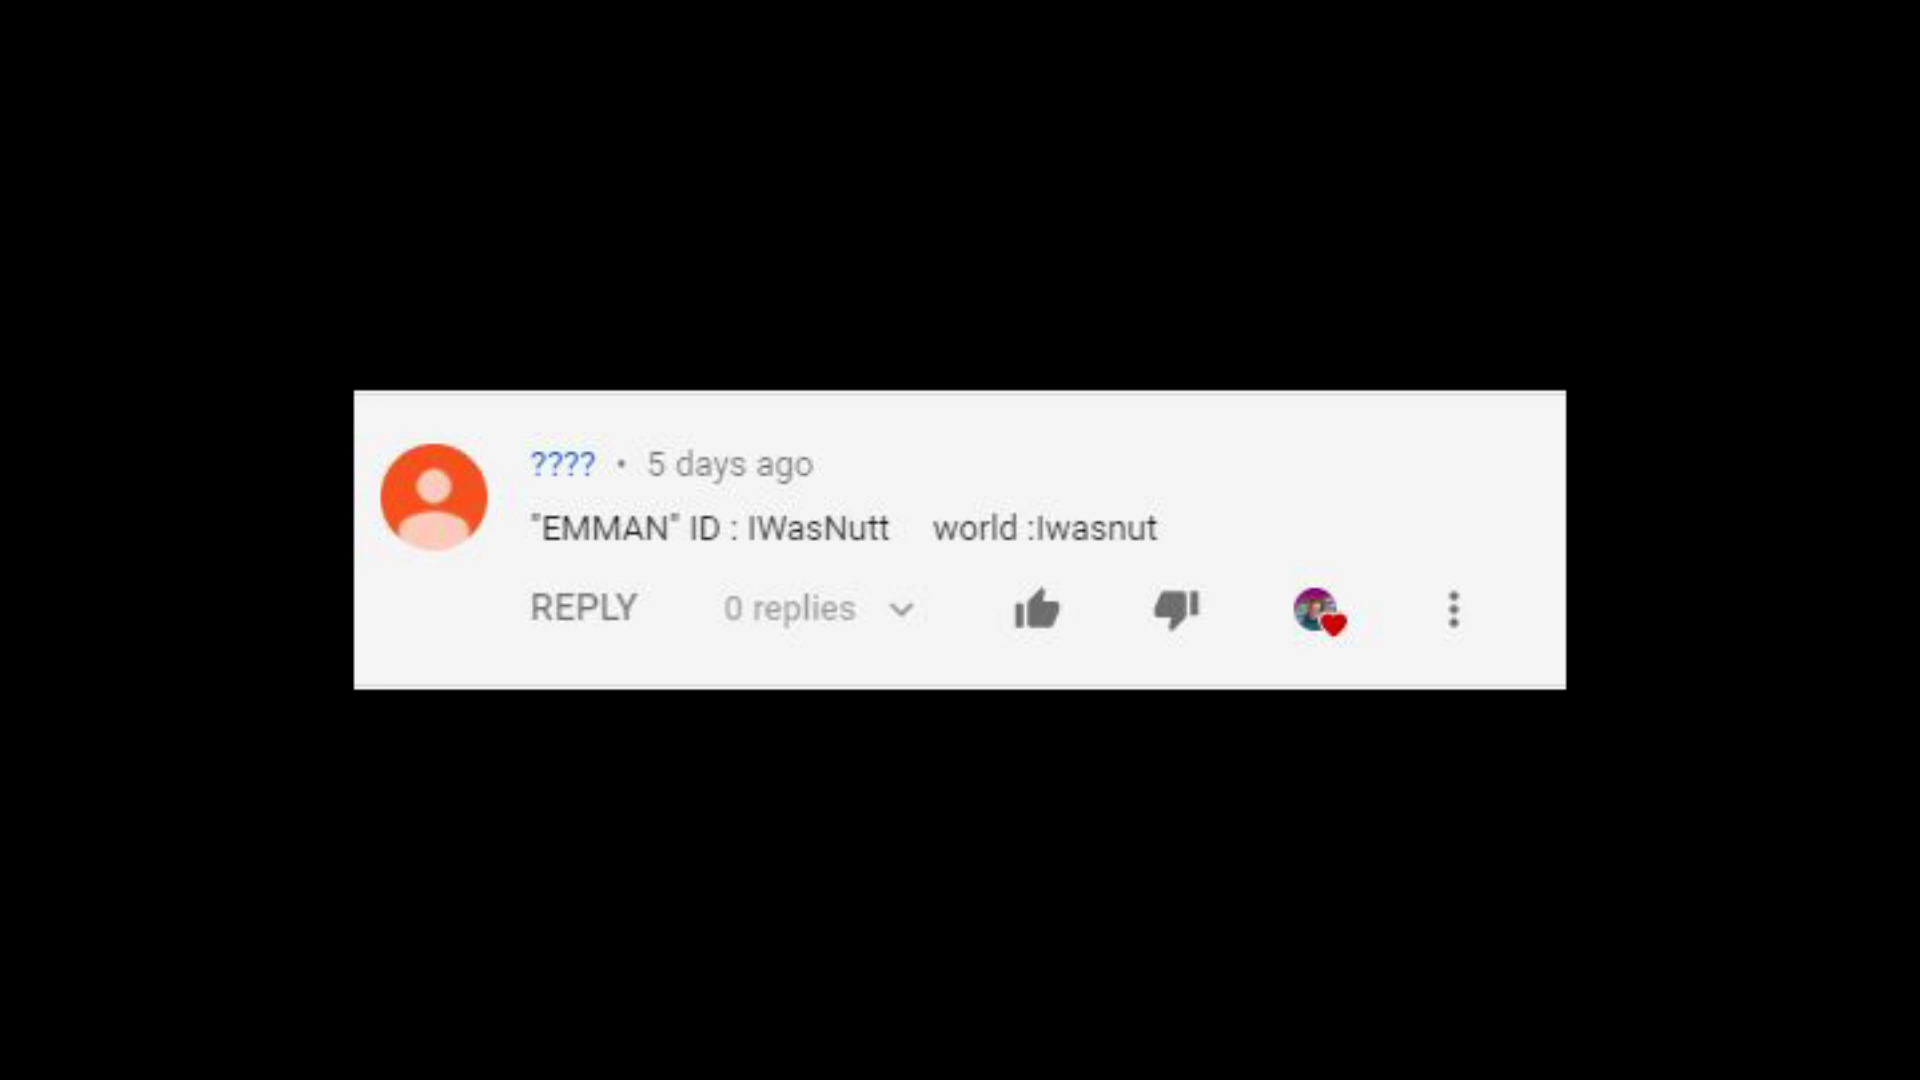 ???? • 5 days ago
"EMMAN" ID : IWasNutt world :Iwasnut
REPLY 0 replies